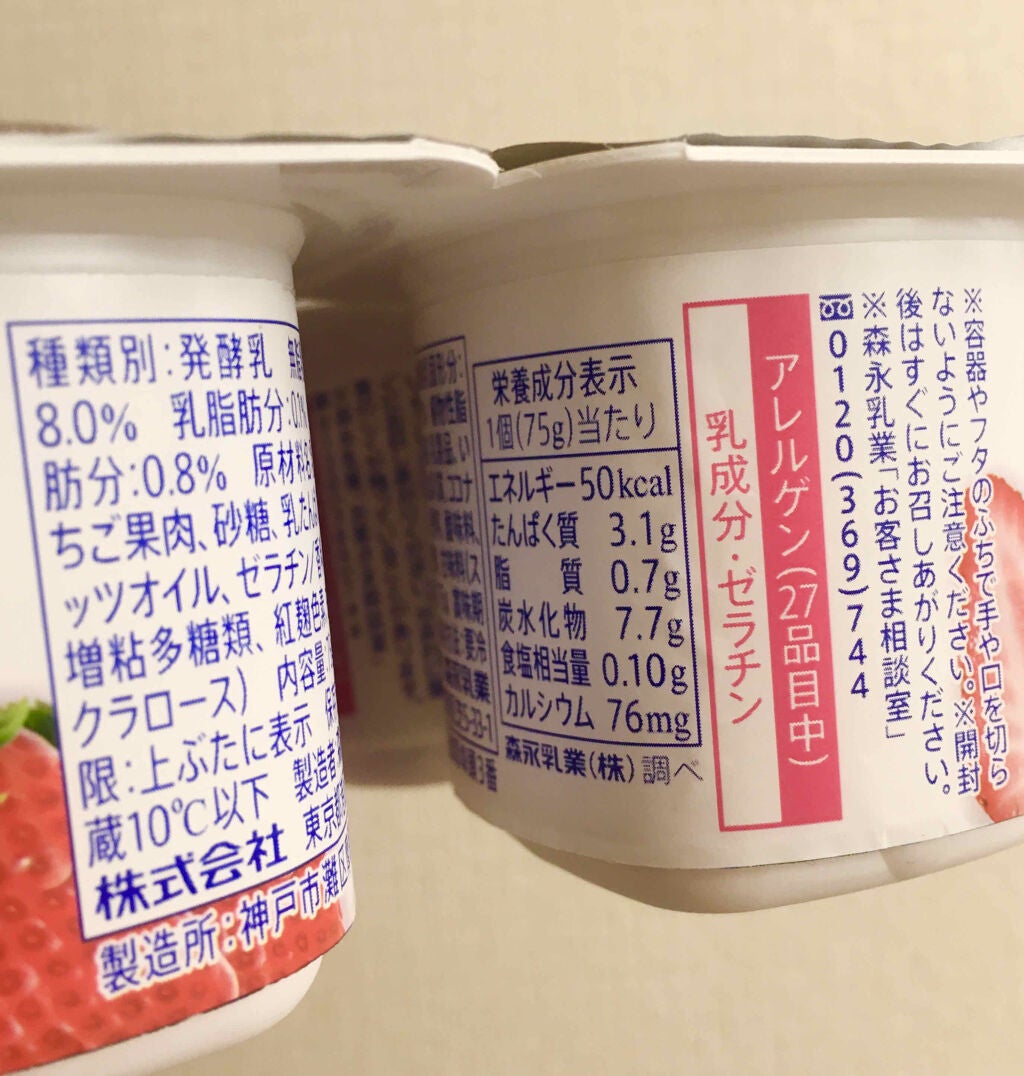 種類別:発酵乳
8.0% 乳脂肪分:
肪分:0.8% 原材料
ちご果肉、砂糖、乳たん
ッツオイル、ゼラチン/
増粘多糖類、紅麹色
クラロース) 内容量
限:上ぶたに表示
蔵10℃以下 製造者
株式会社 東京都
製造所:神戸市灘区
栄養成分表示
1個(75g)当たり
エネルギー 50kcal
たんぱく質 3.1g
脂質 0.7g
炭水化物 7.7g
食塩相当量 0.10g
カルシウム 76mg
森永乳業(株)調べ
アレルゲン(27品目中)
乳成分・ゼラチン
※容器やフタのふちで手や口を切ら
ないようにご注意ください。※開封
後はすぐにお召しあがりください。
※森永乳業「お客さま相談室」
0120(369)744